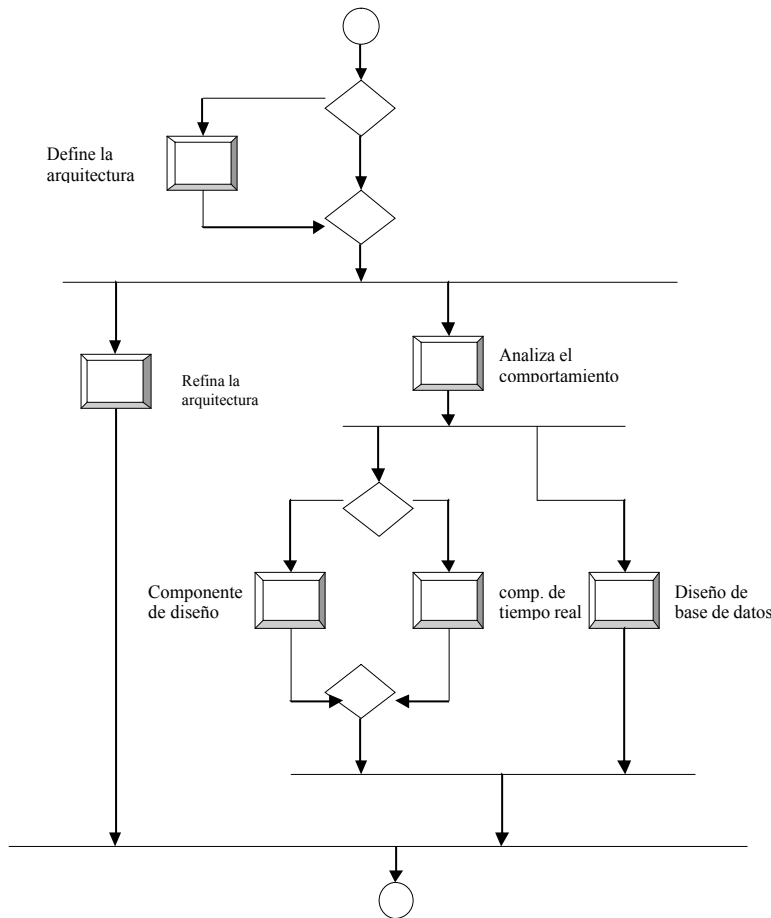 Define la
arquitectura
Analiza el
comportamiento
Refina la
arquitectura
Componente
de diseño
comp. de
tiempo real
Diseño de
base de datos